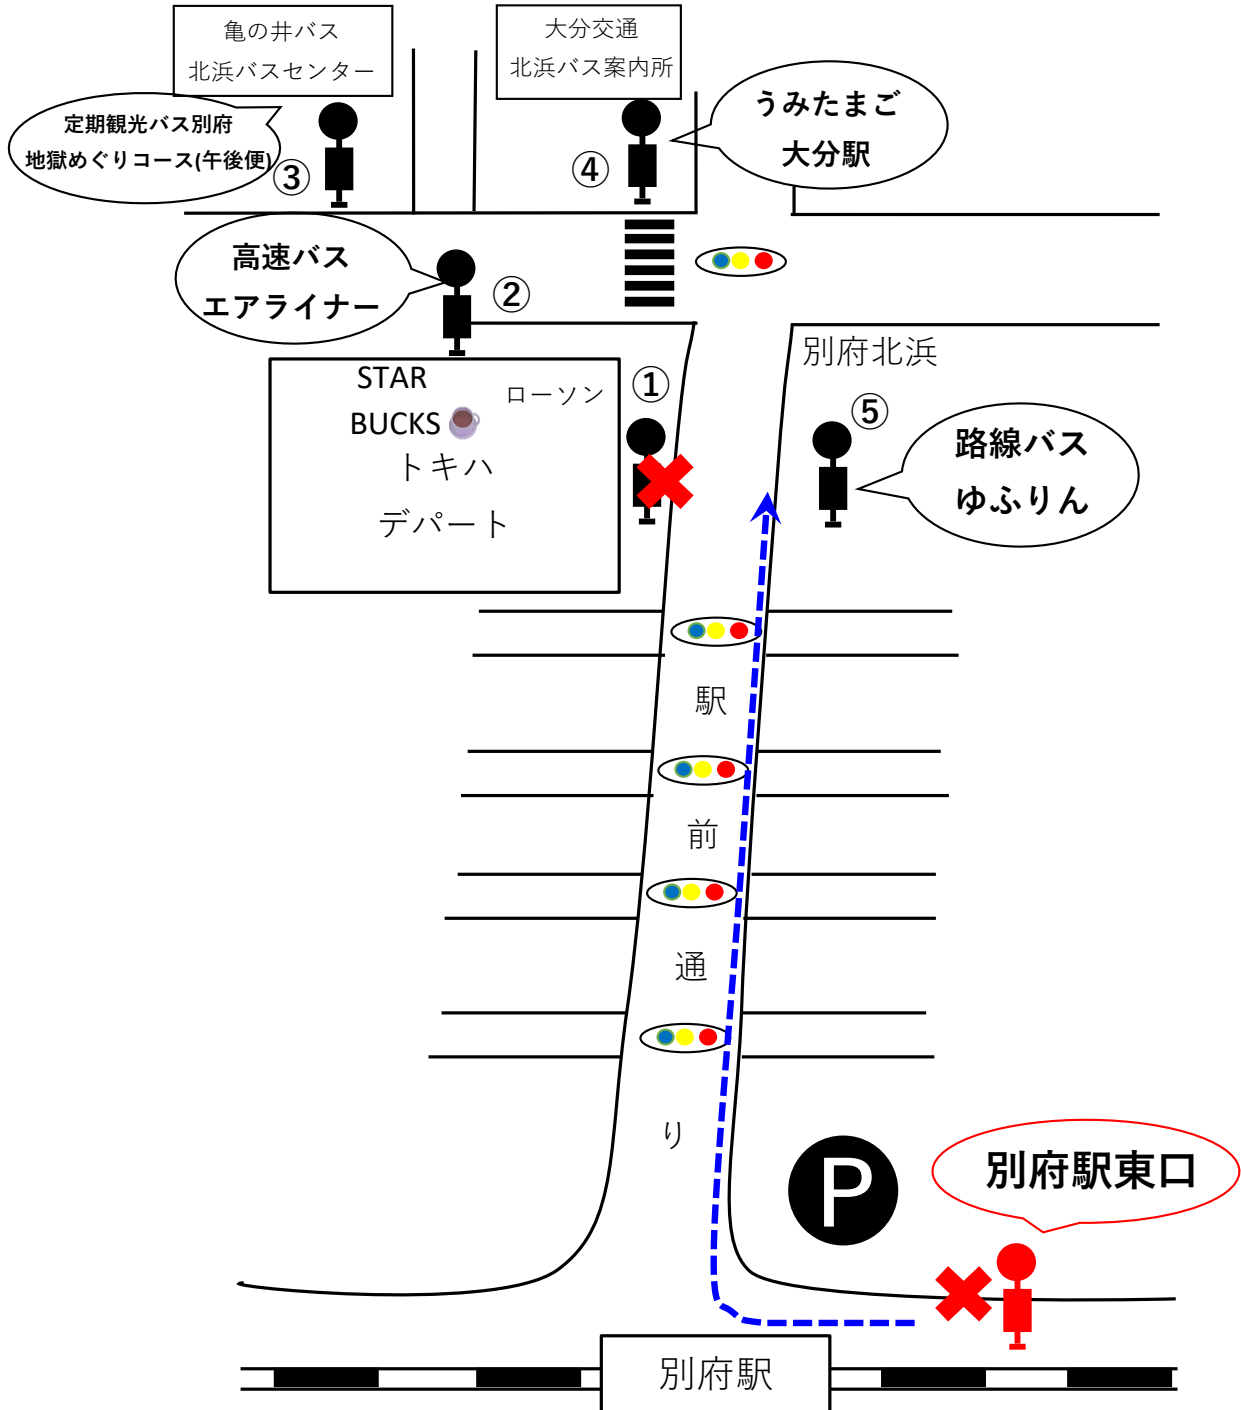 亀の井バス
北浜バスセンター
大分交通
北浜バス案内所
うみたまご
大分駅
定期観光バス別府
地獄めぐりコース(午後便)
③
④
高速バス
エアライナー
②
別府北浜
STAR
BUCKS
ローソン
トキハ
デパート
①
⑤
路線バス
ゆふりん
駅
前
通
り
P
別府駅東口
別府駅